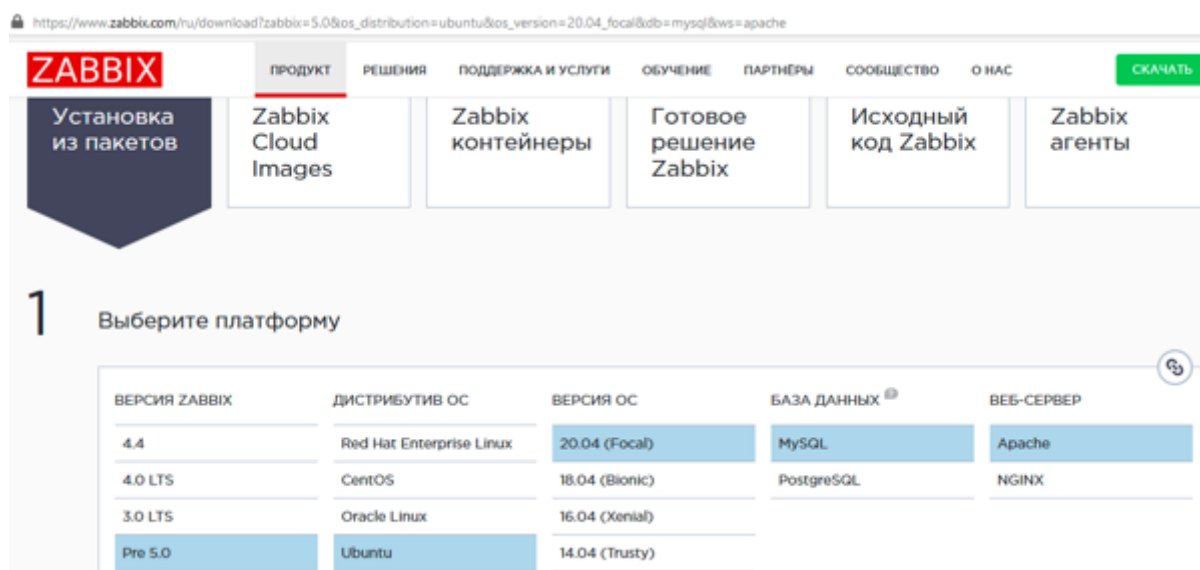 https://www.zabbix.com/ru/download?zabbix=5.0&os_distribution=ubuntu&os_version=20.04_focal&db=mysql&ws=apache
ZABBIX ПРОДУКТ РЕШЕНИЯ ПОДДЕРЖКА И УСЛУГИ ОБУЧЕНИЕ ПАРТНЁРЫ СООБЩЕСТВО О НАС СКАЧАТЬ
Установка
из пакетов
Zabbix
Cloud
Images
Zabbix
контейнеры
Готовое
решение
Zabbix
Исходный
код Zabbix
Zabbix
агенты
1 Выберите платформу
ВЕРСИЯ ZABBIX ДИСТРИБУТИВ ОС ВЕРСИЯ ОС БАЗА ДАННЫХ ВЕБ-СЕРВЕР
4.4 Red Hat Enterprise Linux 20.04 (Focal) MySQL Apache
4.0 LTS CentOS 18.04 (Bionic) PostgreSQL NGINX
3.0 LTS Oracle Linux 16.04 (Xenial)
Pre 5.0 Ubuntu 14.04 (Trusty)